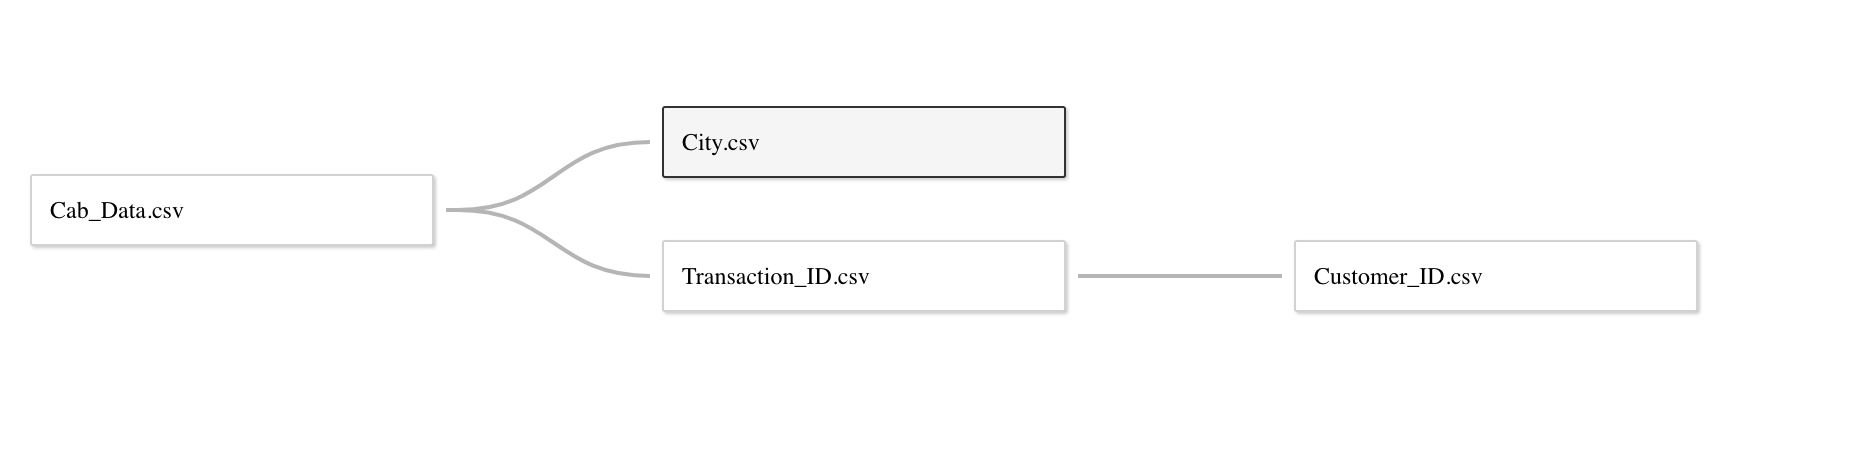 Cab_Data.csv
City.csv
Transaction_ID.csv
Customer_ID.csv